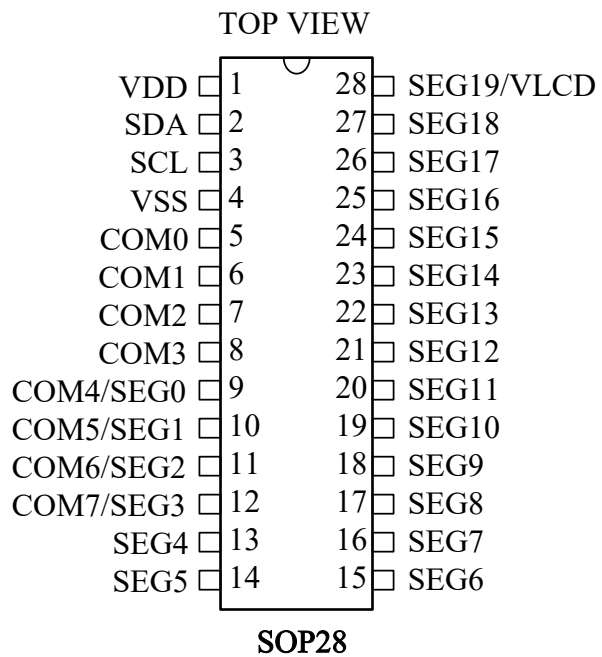 TOP VIEW
VDD 1 28 SEG19/VLCD
SDA 2 27 SEG18
SCL 3 26 SEG17
VSS 4 25 SEG16
COM0 5 24 SEG15
COM1 6 23 SEG14
COM2 7 22 SEG13
COM3 8 21 SEG12
COM4/SEG0 9 20 SEG11
COM5/SEG1 10 19 SEG10
COM6/SEG2 11 18 SEG9
COM7/SEG3 12 17 SEG8
SEG4 13 16 SEG7
SEG5 14 15 SEG6
SOP28